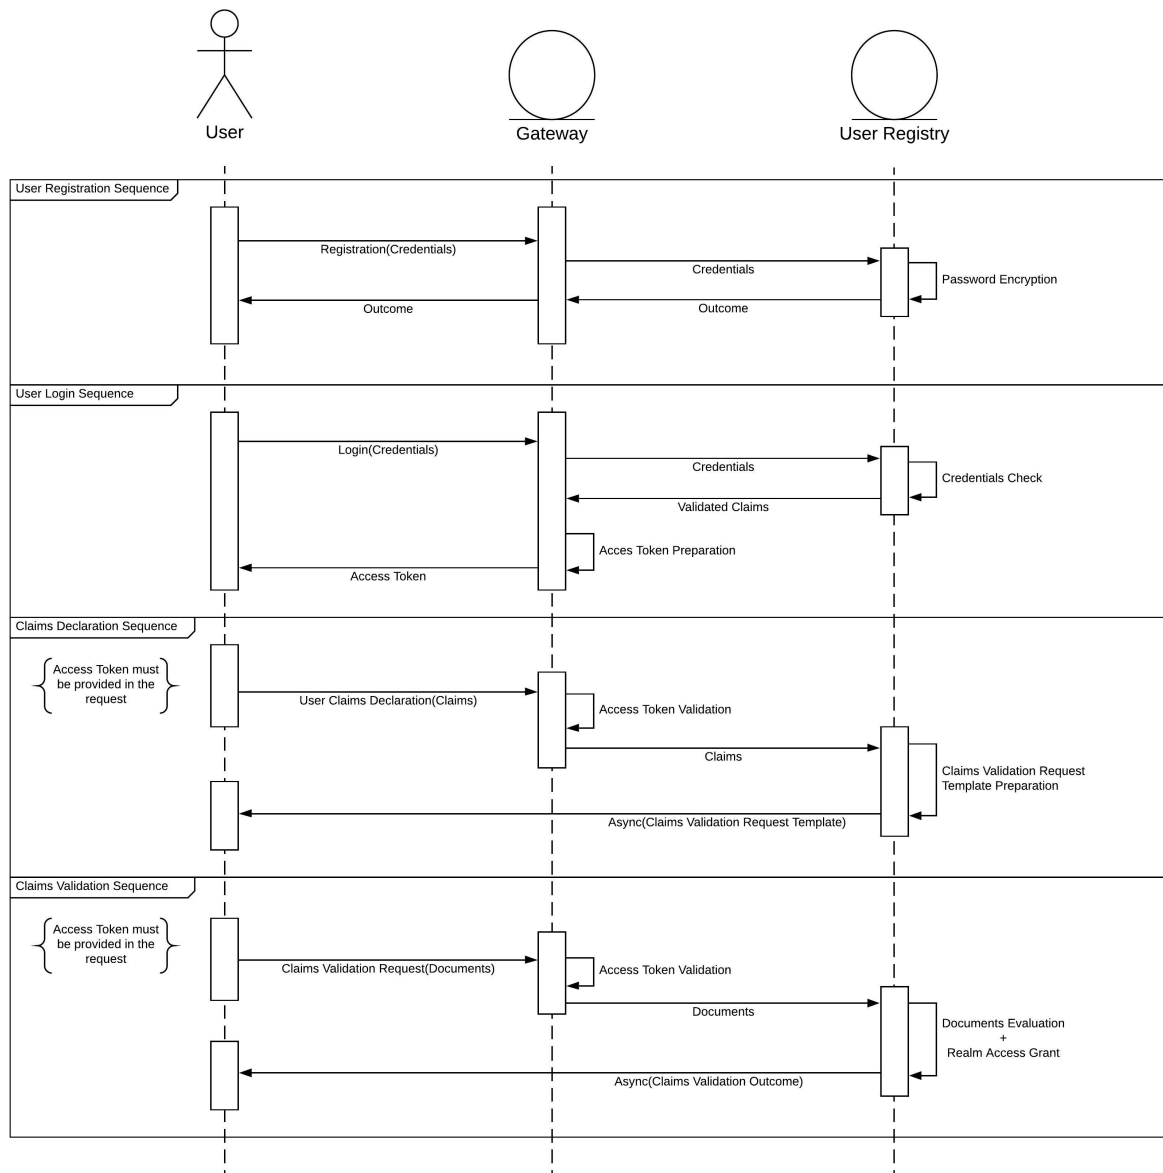 User
Gateway
User Registry
User Registration Sequence
Registration(Credentials)
Credentials
Password Encryption
Outcome
Outcome
User Login Sequence
Login(Credentials)
Credentials
Credentials Check
Validated Claims
Acces Token Preparation
Access Token
Claims Declaration Sequence
Access Token must
be provided in the
request
User Claims Declaration(Claims)
Access Token Validation
Claims
Claims Validation Request
Template Preparation
Async(Claims Validation Request Template)
Claims Validation Sequence
Access Token must
be provided in the
request
Claims Validation Request(Documents)
Access Token Validation
Documents
Documents Evaluation
+
Realm Access Grant
Async(Claims Validation Outcome)